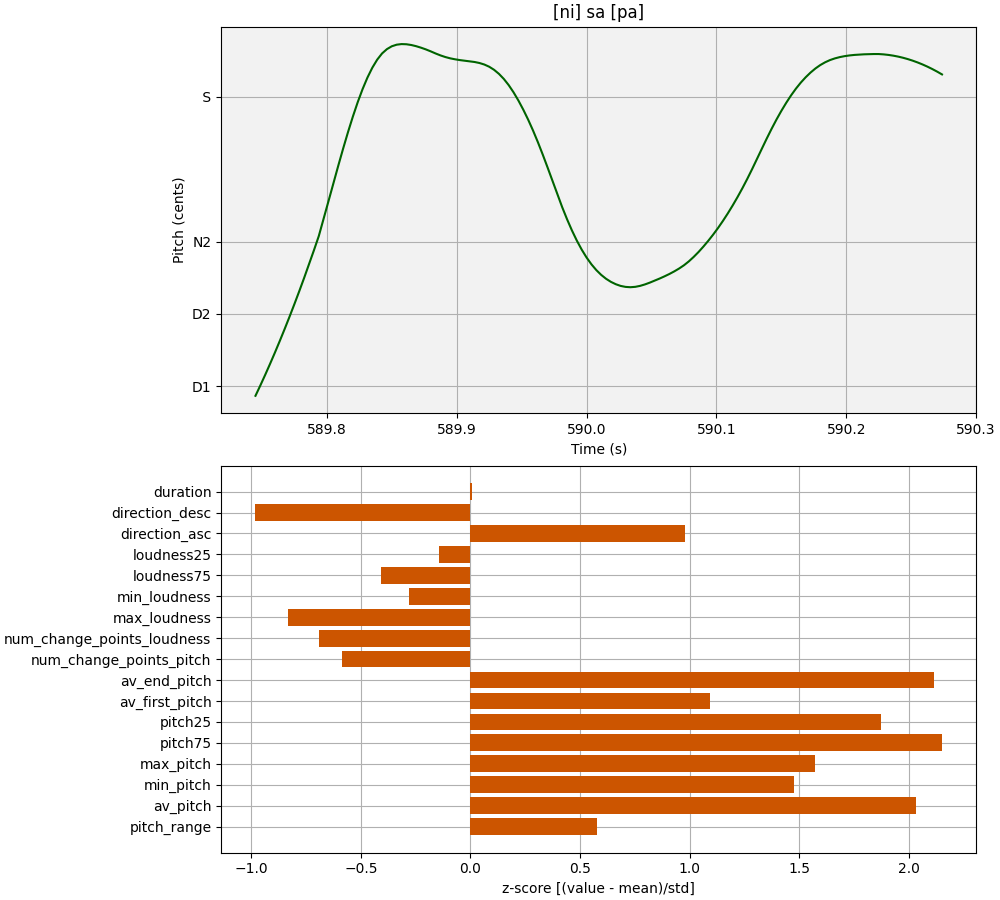 [ni] sa [pa]
Pitch (cents)
S
N2
D2
D1
589.8 589.9 590.0 590.1 590.2 590.3
Time (s)
duration
direction_desc
direction_asc
loudness25
loudness75
min_loudness
max_loudness
num_change_points_loudness
num_change_points_pitch
av_end_pitch
av_first_pitch
pitch25
pitch75
max_pitch
min_pitch
av_pitch
pitch_range
−1.0 −0.5 0.0 0.5 1.0 1.5 2.0
z-score [(value - mean)/std]